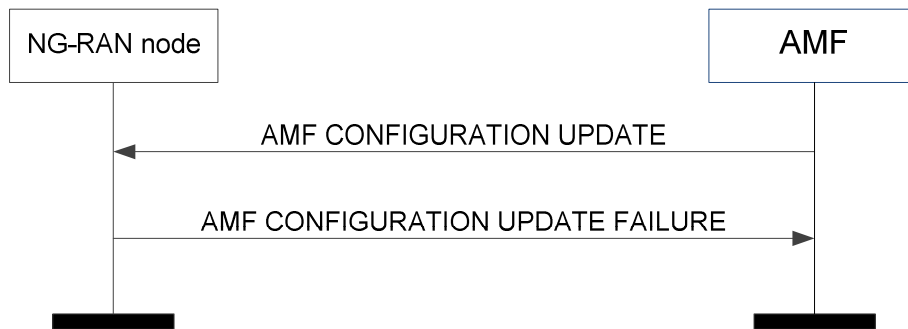 NG-RAN node
AMF
AMF CONFIGURATION UPDATE
AMF CONFIGURATION UPDATE FAILURE